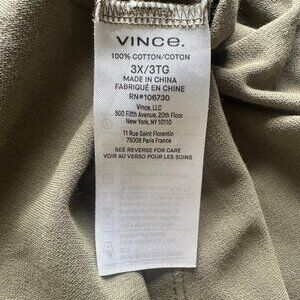 VINCE.
100% COTTON/COTON
3X/3TG
MADE IN CHINA
FABRIQUÉ EN CHINE
RN#106730
Vince, LLC
500 Fifth Avenue, 20th Floor
New York, NY 10110
11 Rue Saint Florentin
75008 Paris France
SEE REVERSE FOR CARE
VOIR AU VERSO POUR LES SOINS